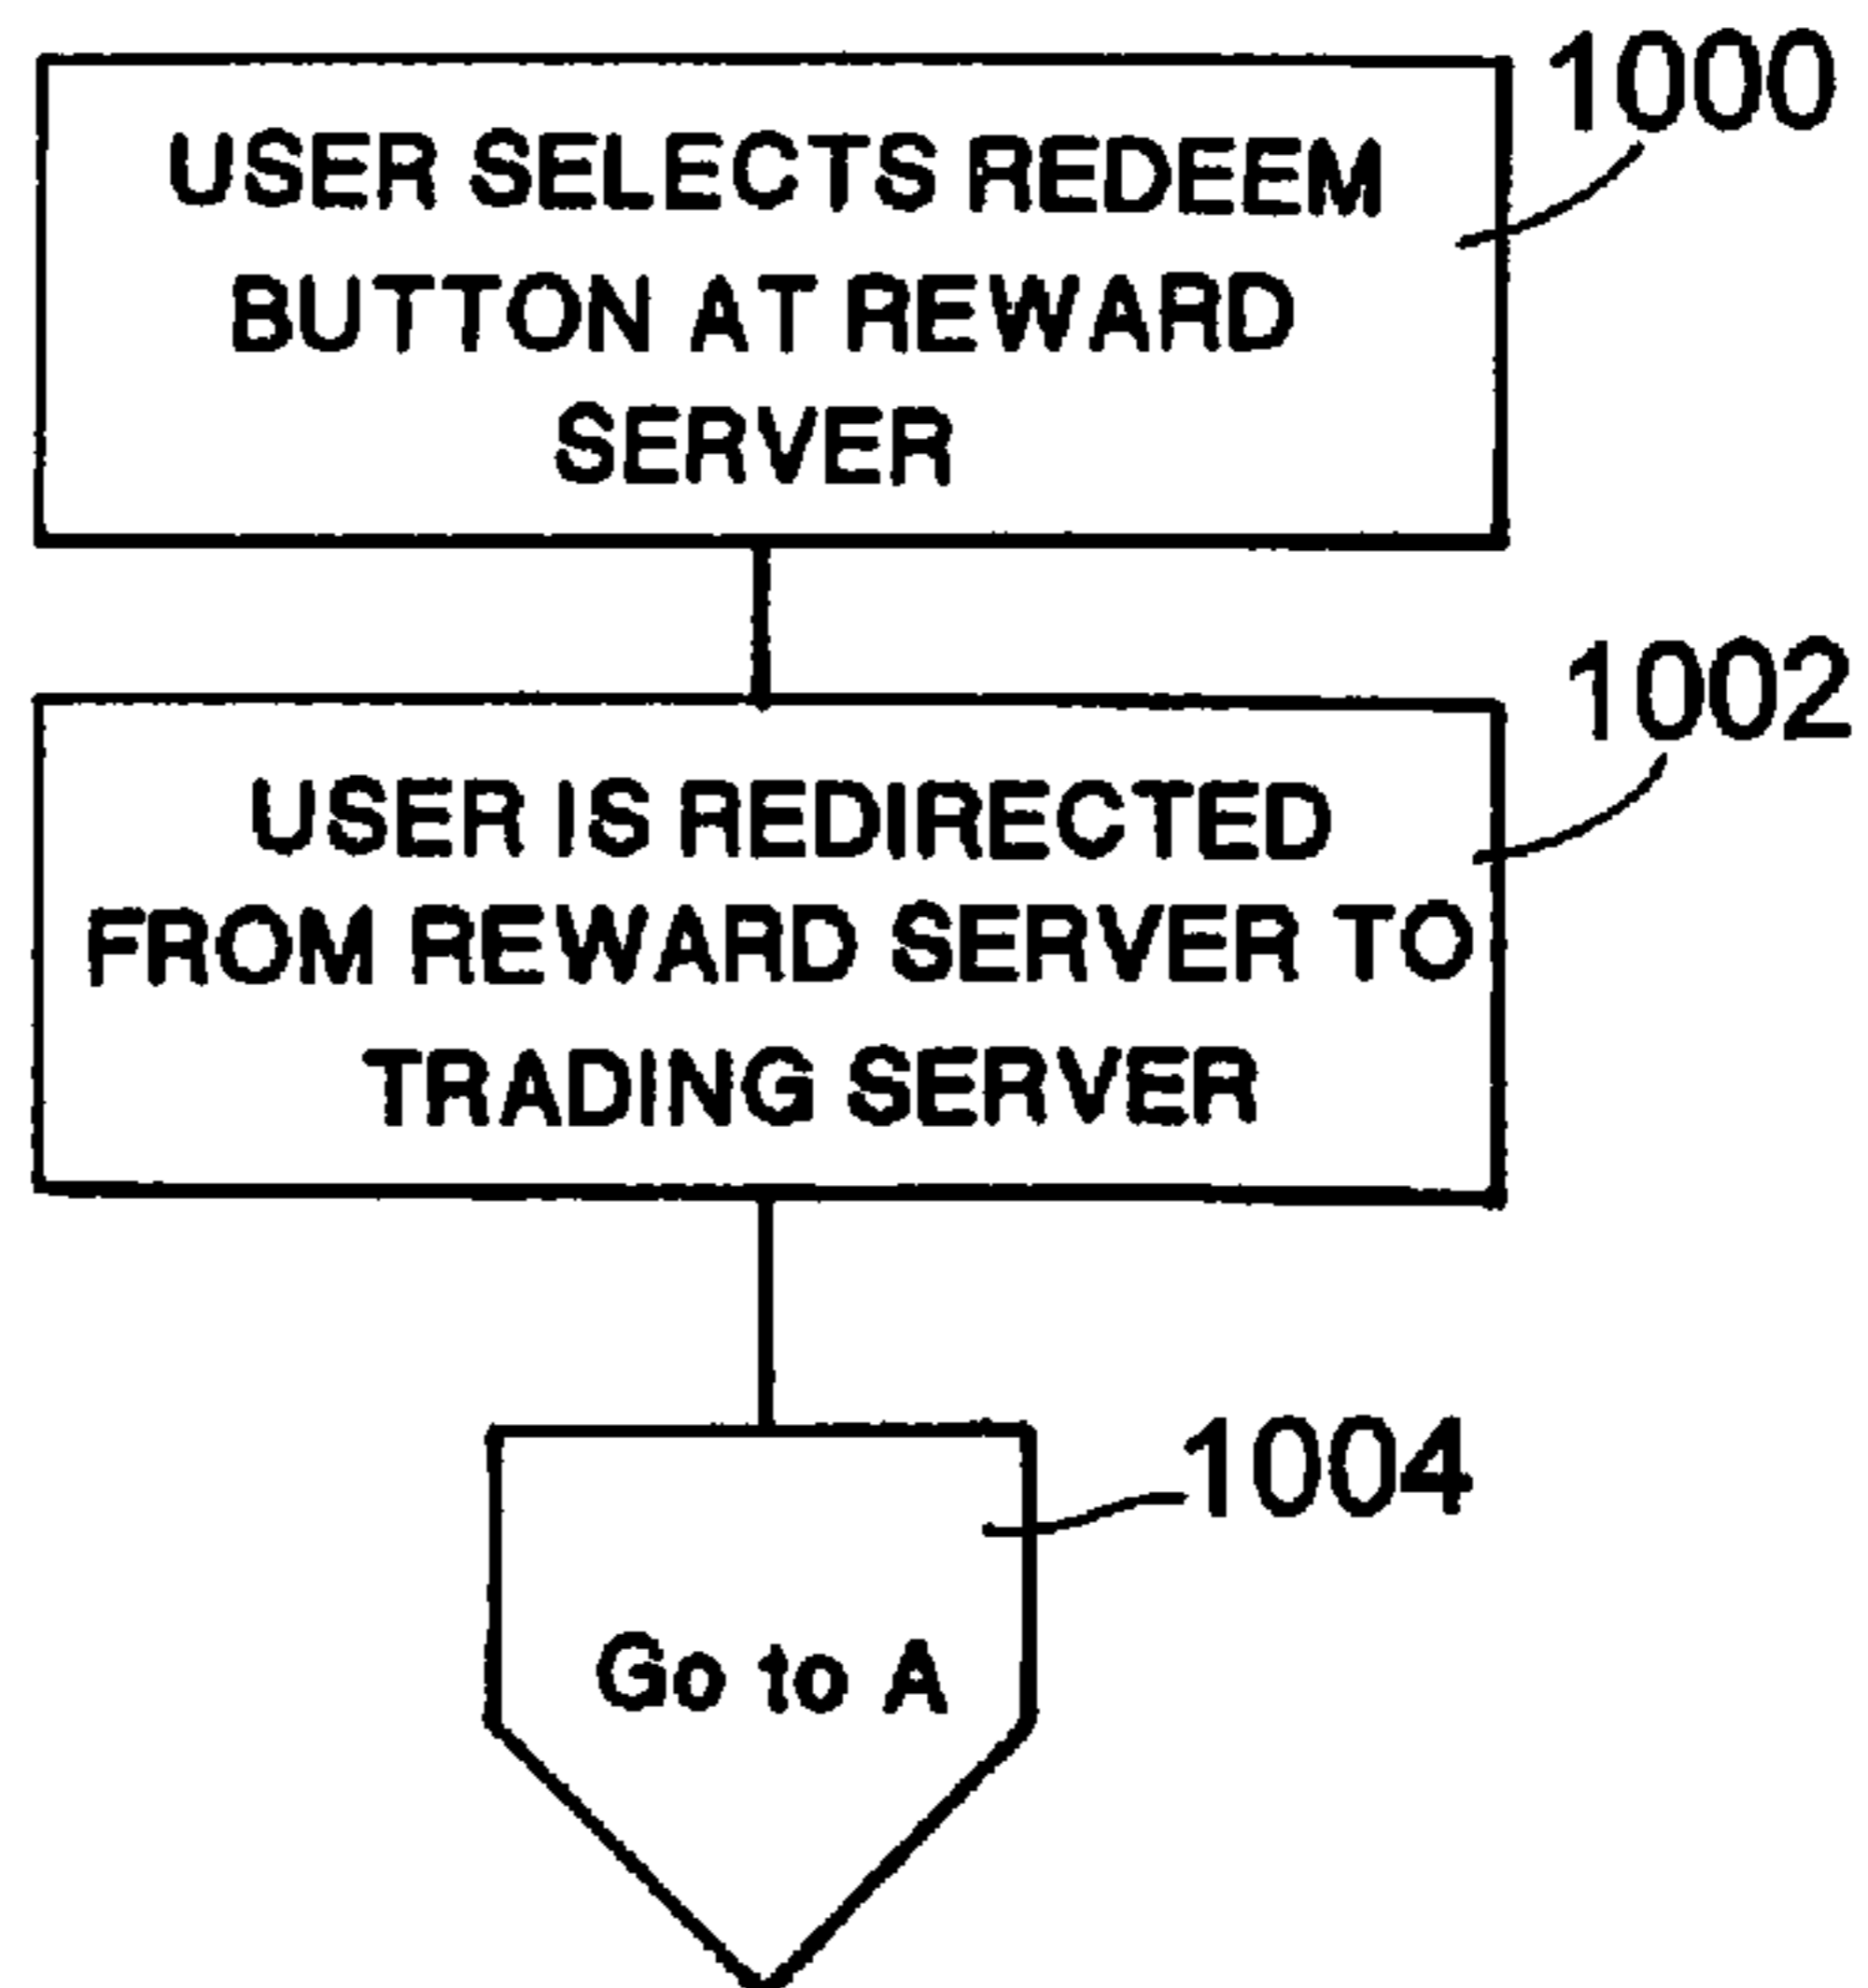 1000
USER SELECTS REDEEM
BUTTON AT REWARD
SERVER
1002
USER IS REDIRECTED
FROM REWARD SERVER TO
TRADING SERVER
1004
Go to A